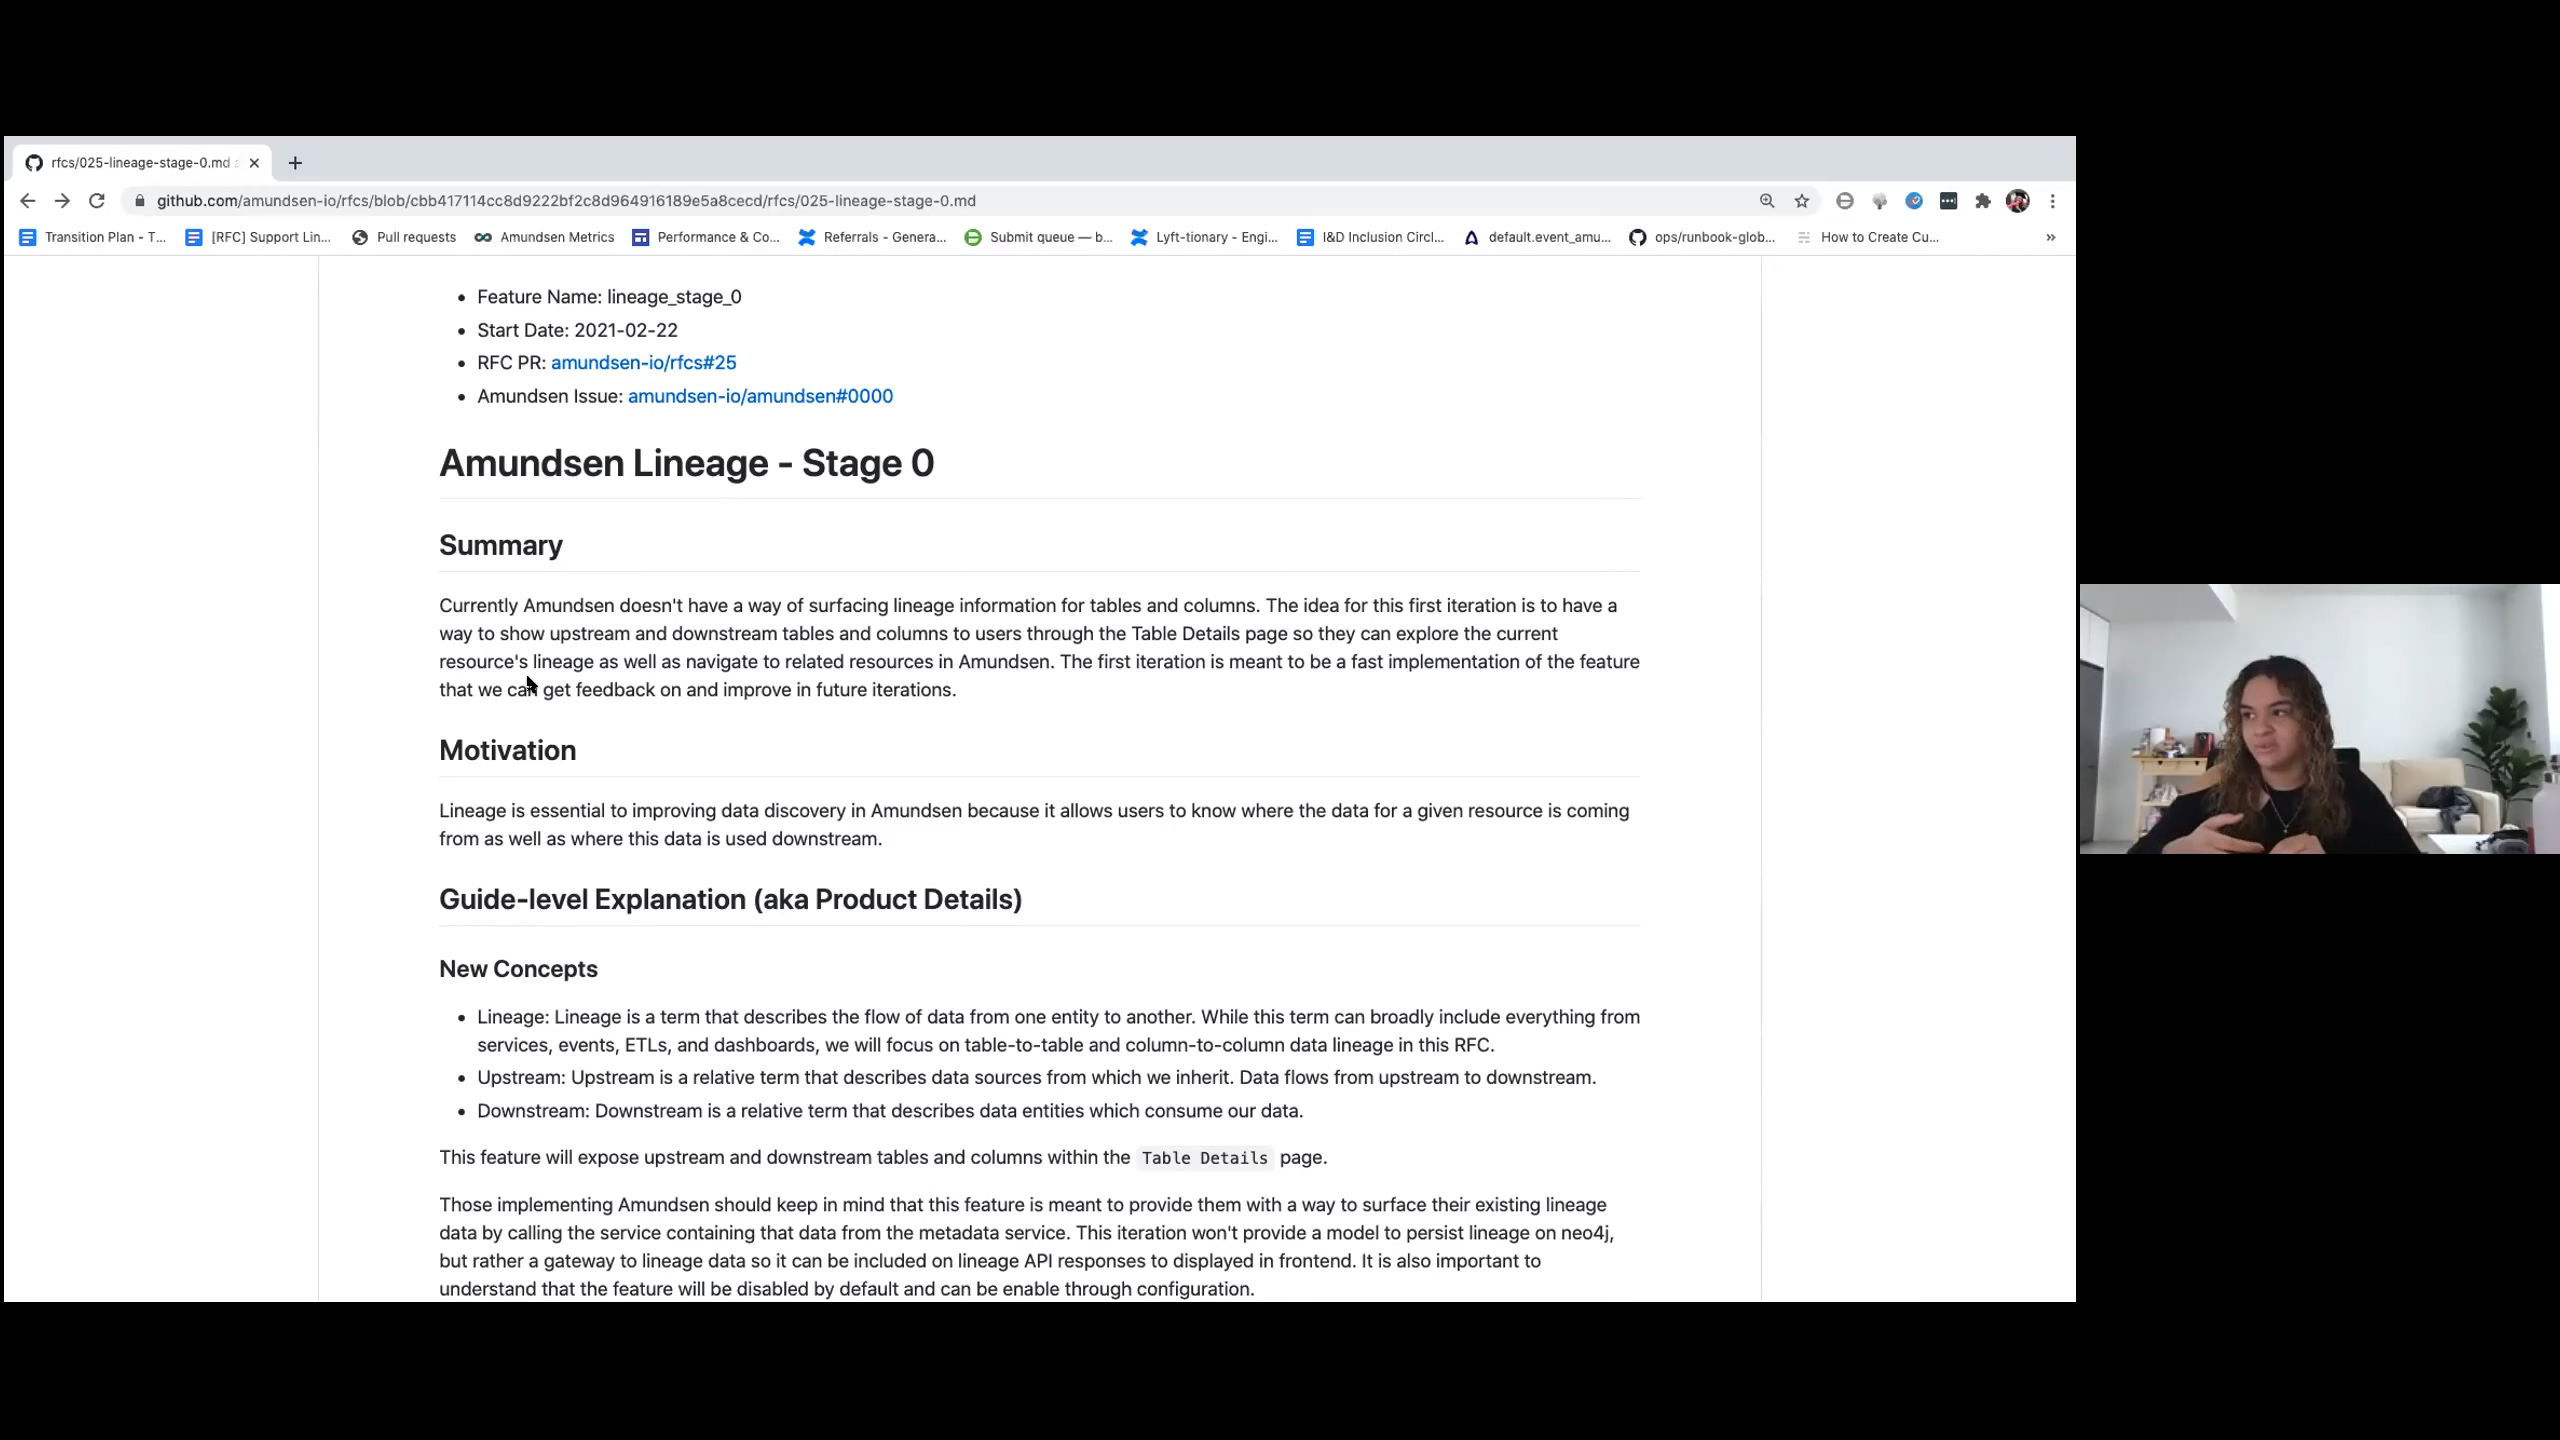 rfcs/025-lineage-stage-0.md
github.com/amundsen-io/rfcs/blob/cbb417114cc8d9222bf2c8d964916189e5a8cecd/rfcs/025-lineage-stage-0.md
Transition Plan - T... [RFC] Support Lin... Pull requests Amundsen Metrics Performance & Co... Referrals - Genera... Submit queue — b... Lyft-tionary - Engi... I&D Inclusion Circl... default.event_amu... ops/runbook-glob... How to Create Cu... »
• Feature Name: lineage_stage_0
• Start Date: 2021-02-22
• RFC PR: amundsen-io/rfcs#25
• Amundsen Issue: amundsen-io/amundsen#0000
Amundsen Lineage - Stage 0
Summary
Currently Amundsen doesn't have a way of surfacing lineage information for tables and columns. The idea for this first iteration is to have a
way to show upstream and downstream tables and columns to users through the Table Details page so they can explore the current
resource's lineage as well as navigate to related resources in Amundsen. The first iteration is meant to be a fast implementation of the feature
that we can get feedback on and improve in future iterations.
Motivation
Lineage is essential to improving data discovery in Amundsen because it allows users to know where the data for a given resource is coming
from as well as where this data is used downstream.
Guide-level Explanation (aka Product Details)
New Concepts
• Lineage: Lineage is a term that describes the flow of data from one entity to another. While this term can broadly include everything from
services, events, ETLs, and dashboards, we will focus on table-to-table and column-to-column data lineage in this RFC.
• Upstream: Upstream is a relative term that describes data sources from which we inherit. Data flows from upstream to downstream.
• Downstream: Downstream is a relative term that describes data entities which consume our data.
This feature will expose upstream and downstream tables and columns within the Table Details page.
Those implementing Amundsen should keep in mind that this feature is meant to provide them with a way to surface their existing lineage
data by calling the service containing that data from the metadata service. This iteration won't provide a model to persist lineage on neo4j,
but rather a gateway to lineage data so it can be included on lineage API responses to displayed in frontend. It is also important to
understand that the feature will be disabled by default and can be enable through configuration.